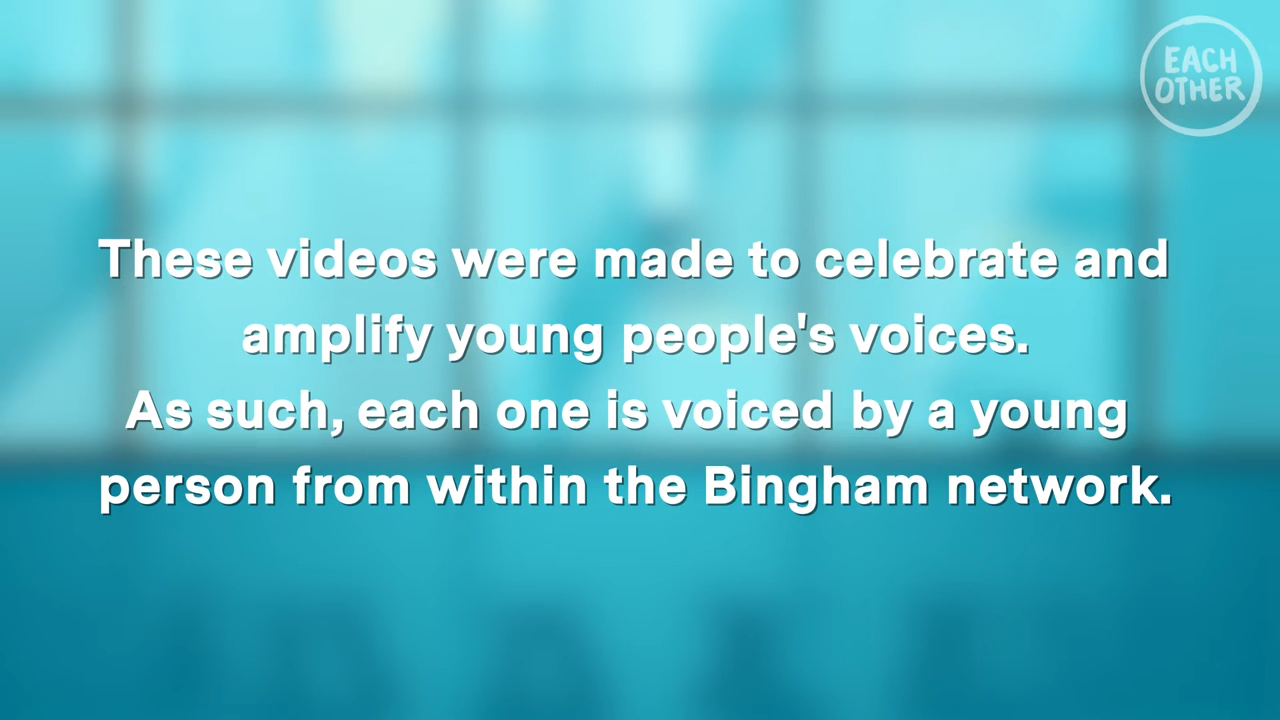 EACH
OTHER
These videos were made to celebrate and
amplify young people's voices.
As such, each one is voiced by a young
person from within the Bingham network.